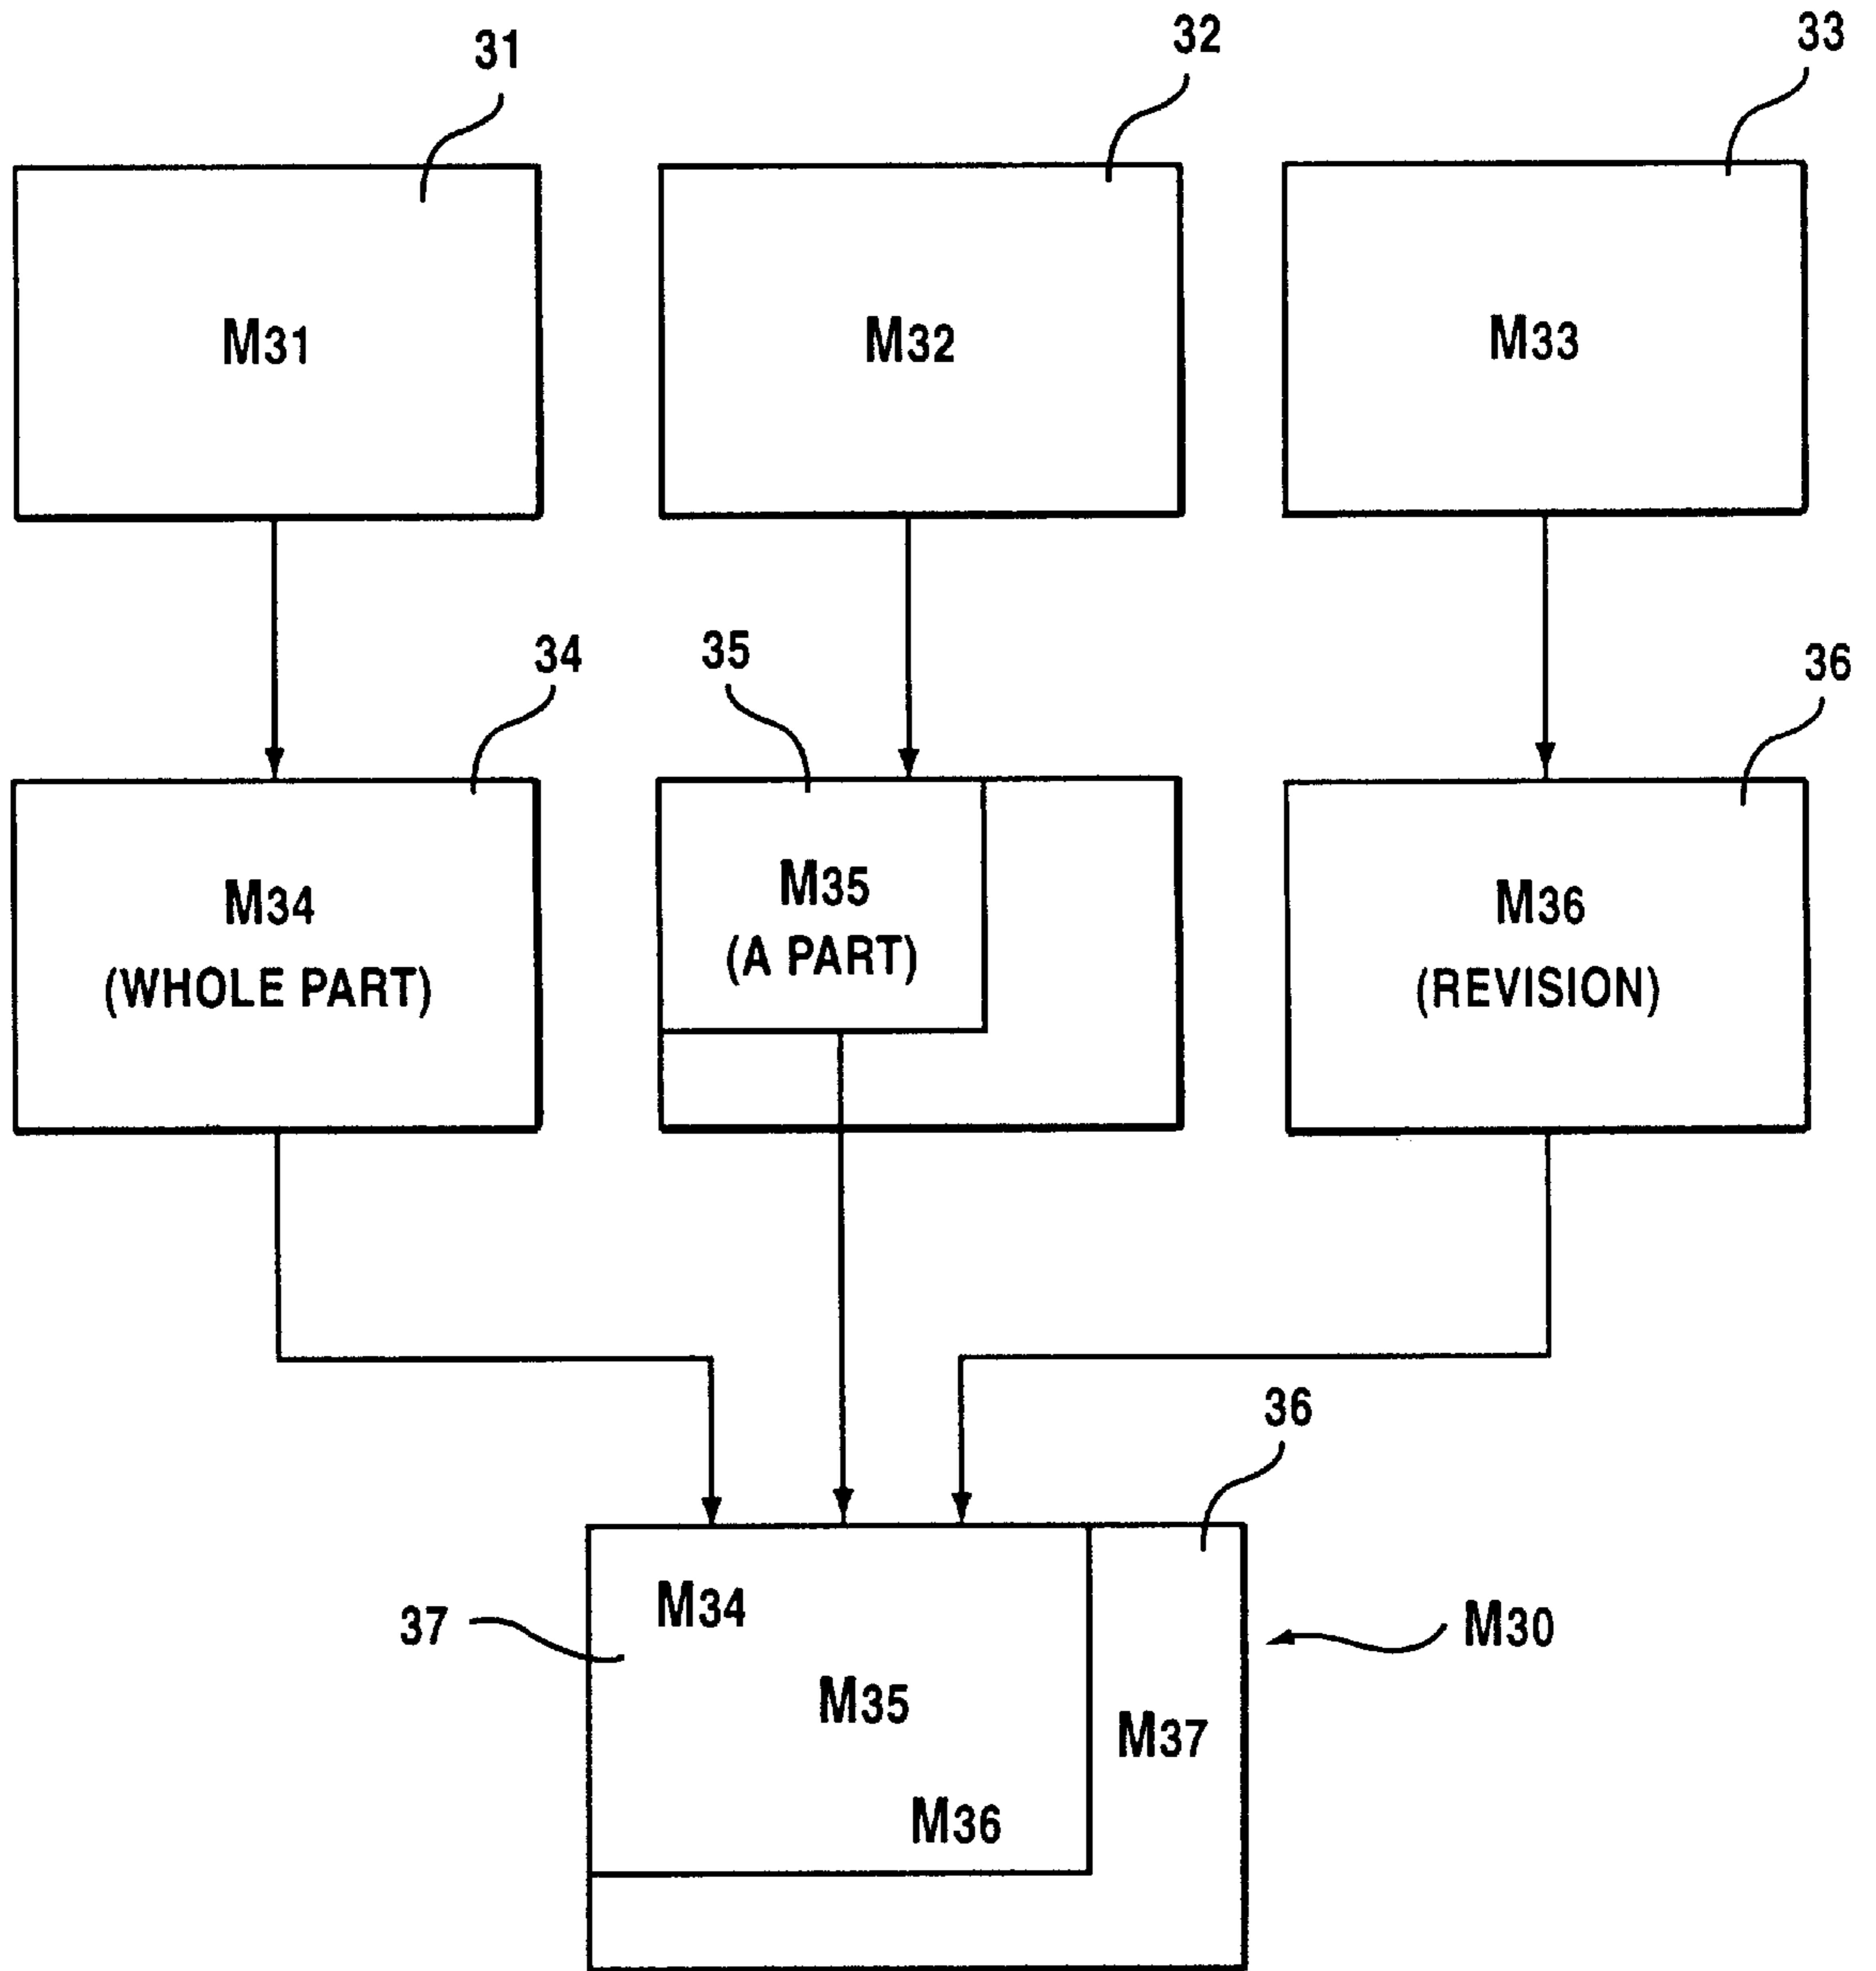 31
32
33
M31
M32
M33
34
35
36
M34
(WHOLE PART)
M35
(A PART)
M36
(REVISION)
36
37
M34
M35
M36
M37
M30